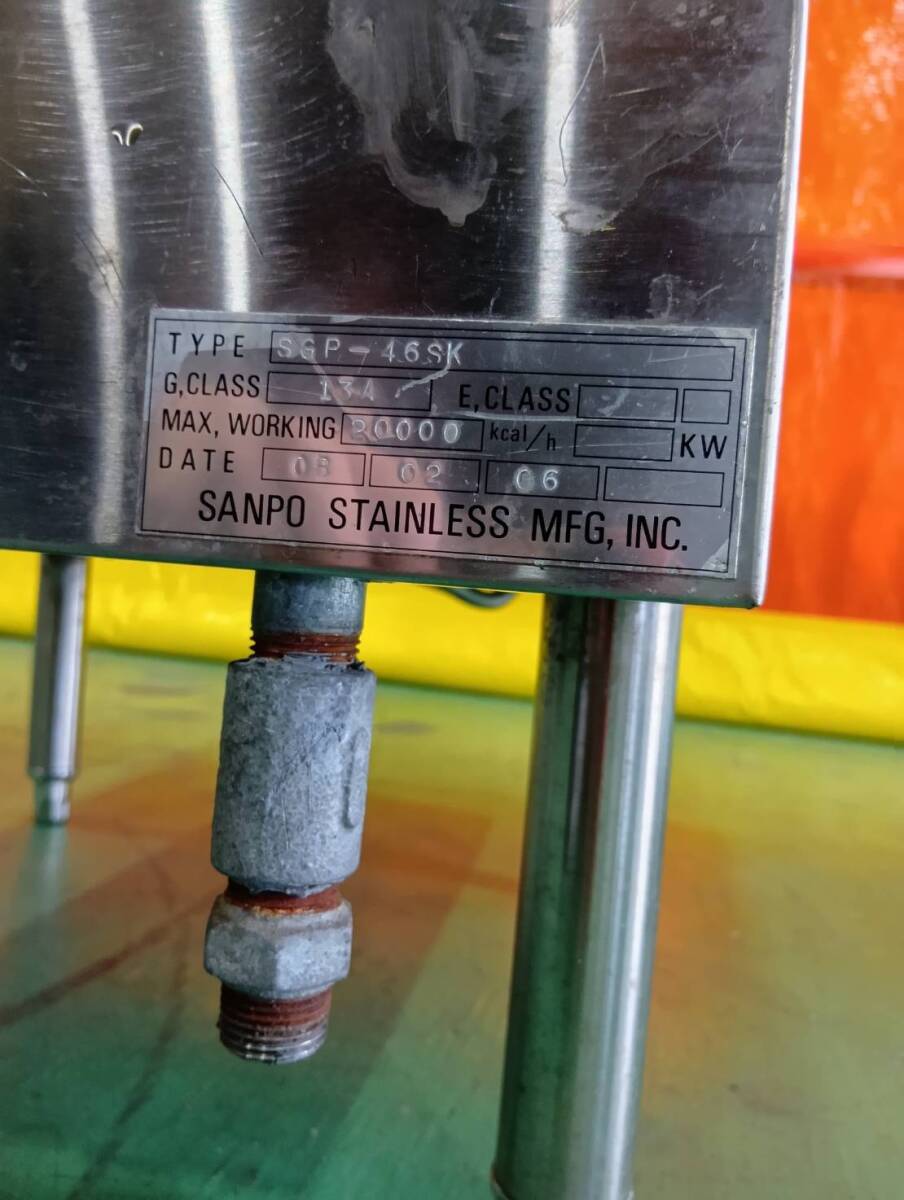 TYPE SGP-46SK
G,CLASS 13A E,CLASS
MAX, WORKING 20000 kcal/h KW
DATE 08 02 06
SANPO STAINLESS MFG, INC.